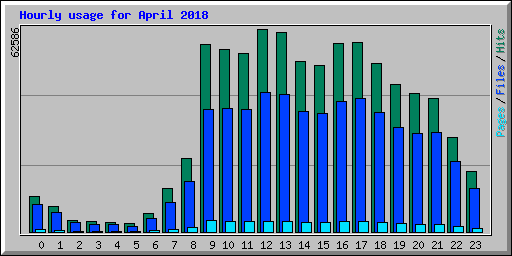 Hourly usage for April 2018
62586
Pages/Files/Hits
0 1 2 3 4 5 6 7 8 9 10 11 12 13 14 15 16 17 18 19 20 21 22 23